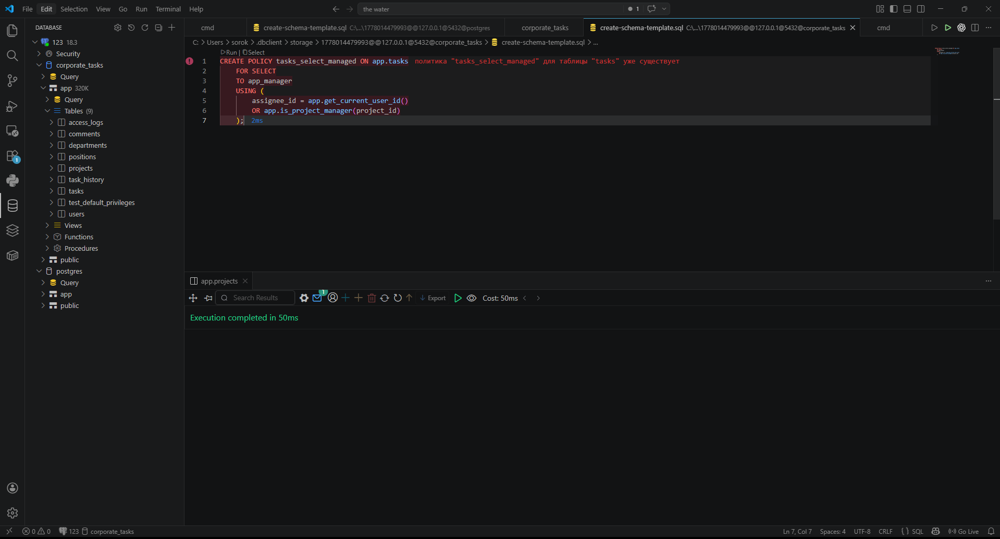 File Edit Selection View Go Run Terminal Help
the water
1
DATABASE
123 18.3
Security
corporate_tasks
Query
app 320K
Query
Tables (9)
access_logs
comments
departments
positions
projects
task_history
tasks
test_default_privileges
users
Views
Functions
Procedures
public
postgres
Query
app
public
1
cmd
create-schema-template.sql C:\...\1778014479993@@127.0.0.1@5432@postgres
corporate_tasks
create-schema-template.sql C:\...\1778014479993@@127.0.0.1@5432@corporate_tasks
cmd
C: > Users > sorok > .dbclient > storage > 1778014479993@@127.0.0.1@5432@corporate_tasks > create-schema-template.sql > ...
Run | Select
1 CREATE POLICY tasks_select_managed ON app.tasks политика "tasks_select_managed" для таблицы "tasks" уже существует
2 FOR SELECT
3 TO app_manager
4 USING (
5 assignee_id = app.get_current_user_id()
6 OR app.is_project_manager(project_id)
7 ); 2ms
app.projects
Search Results
1
Export
Cost: 50ms
Execution completed in 50ms
0 0 123 corporate_tasks
Ln 7, Col 7 Spaces: 4 UTF-8 CRLF SQL Go Live